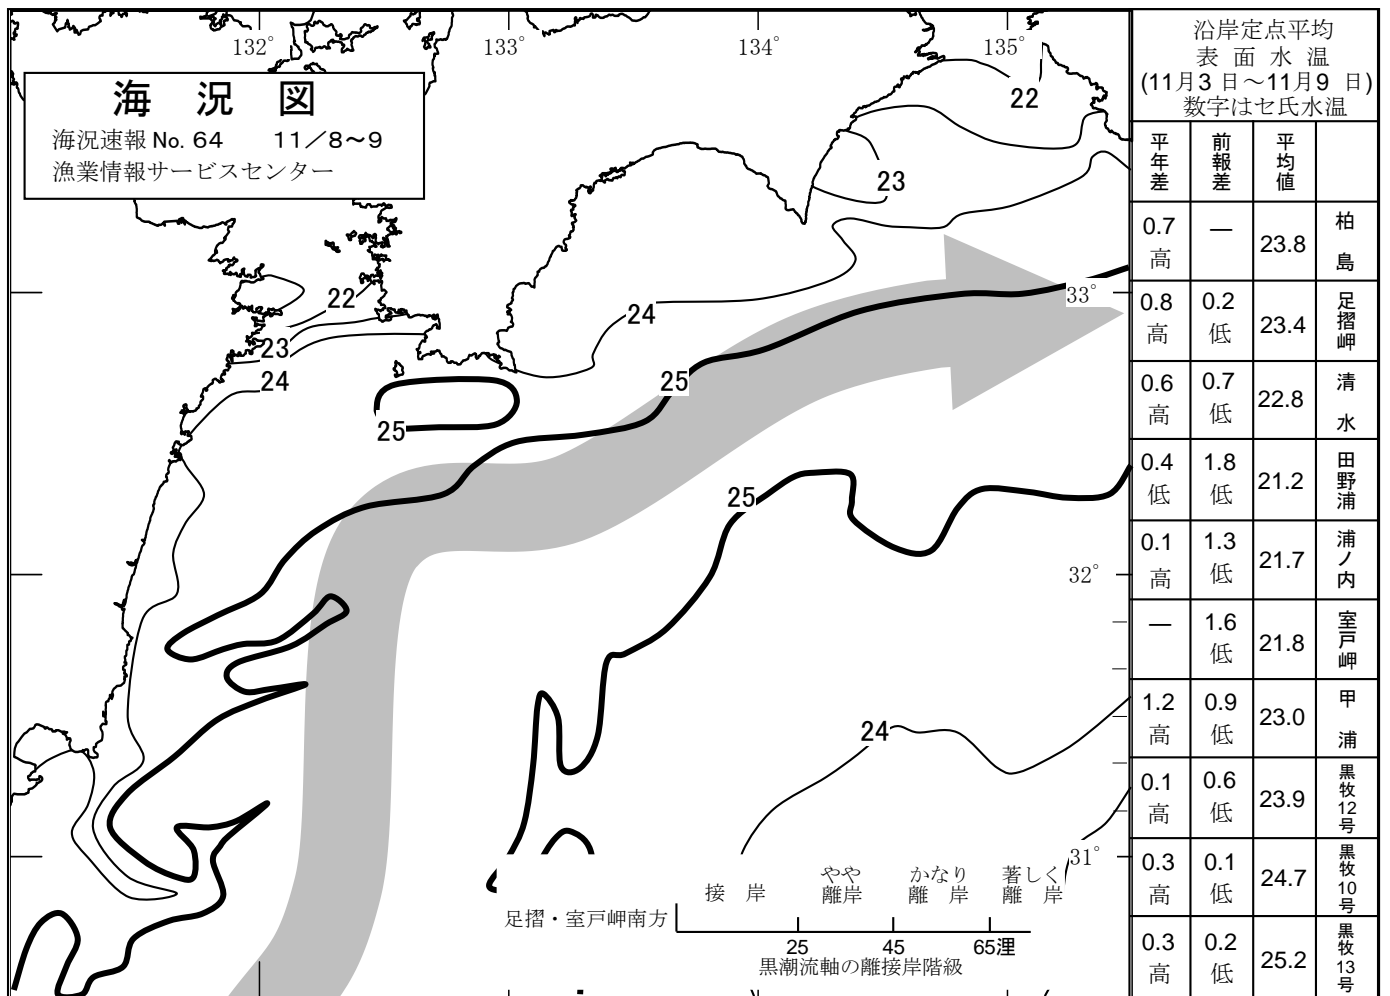 132° 133° 134° 135°
海 況 図
海況速報 No. 64 11/8~9
漁業情報サービスセンター
22
23
22
24
33°
23
24
25
25
25
32°
24
31°
接 岸 やや離岸 かなり離 岸 著しく離 岸
足摺・室戸岬南方
25 45 65浬
黒潮流軸の離接岸階級
沿岸定点平均
表 面 水 温
(11月3 日~11月9 日)
数字はセ氏水温
平年差 前報差 平均値
0.7高 — 23.8 柏島
0.8高 0.2低 23.4 足摺岬
0.6高 0.7低 22.8 清水
0.4低 1.8低 21.2 田野浦
0.1高 1.3低 21.7 浦ノ内
— 1.6低 21.8 室戸岬
1.2高 0.9低 23.0 甲浦
0.1高 0.6低 23.9 黒牧12号
0.3高 0.1低 24.7 黒牧10号
0.3高 0.2低 25.2 黒牧13号